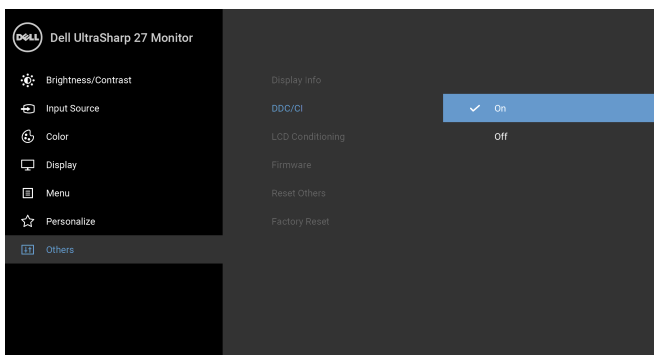 DELL Dell UltraSharp 27 Monitor
Brightness/Contrast
Input Source
Color
Display
Menu
Personalize
Others
Display Info
DDC/CI
LCD Conditioning
Firmware
Reset Others
Factory Reset
On
Off